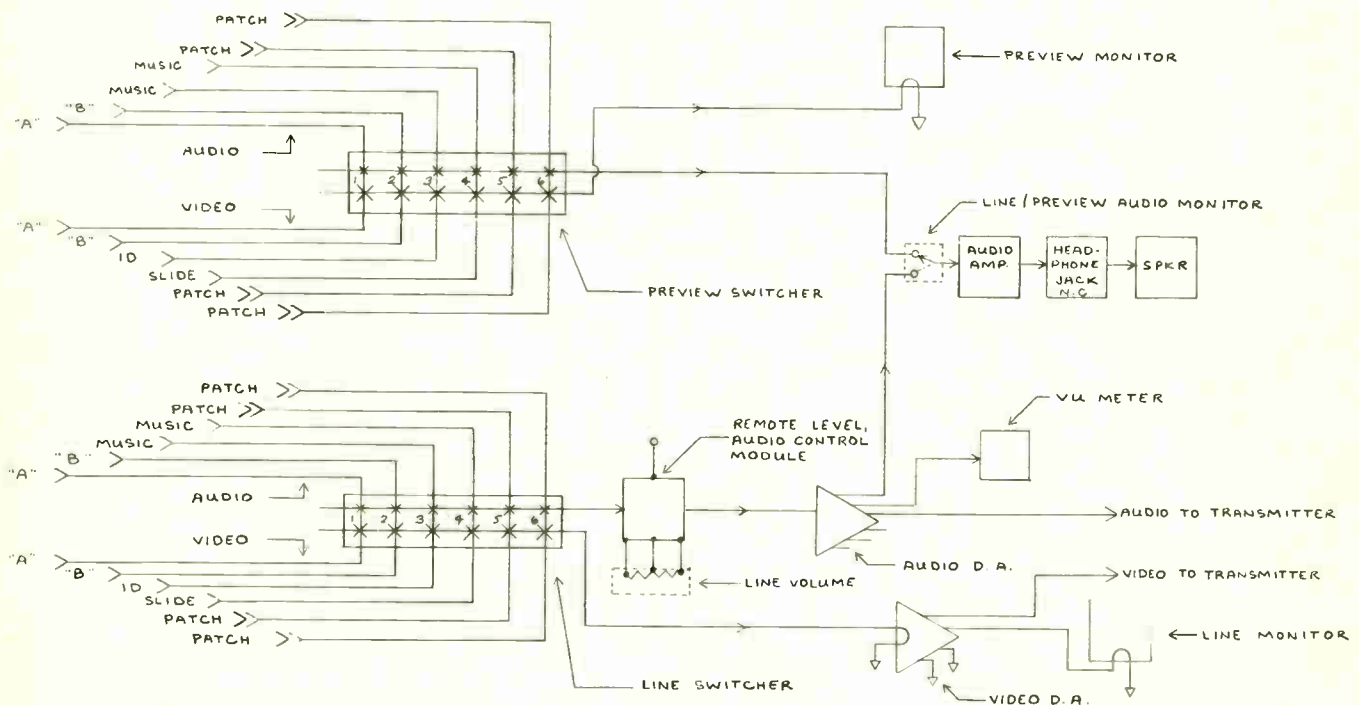 PATCH
PATCH
MUSIC
MUSIC
"B"
"A"
AUDIO
VIDEO
"A"
"B"
ID
SLIDE
PATCH
PATCH
1 2 3 4 5 6
PREVIEW SWITCHER
PREVIEW MONITOR
LINE/PREVIEW AUDIO MONITOR
AUDIO
AMP.
HEAD-
PHONE
JACK
N.C.
SPKR
PATCH
PATCH
MUSIC
MUSIC
"B"
"A"
AUDIO
VIDEO
"A"
"B"
ID
SLIDE
PATCH
PATCH
1 2 3 4 5 6
LINE SWITCHER
REMOTE LEVEL,
AUDIO CONTROL
MODULE
LINE VOLUME
VU METER
AUDIO TO TRANSMITTER
AUDIO D.A.
VIDEO TO TRANSMITTER
LINE MONITOR
VIDEO D.A.